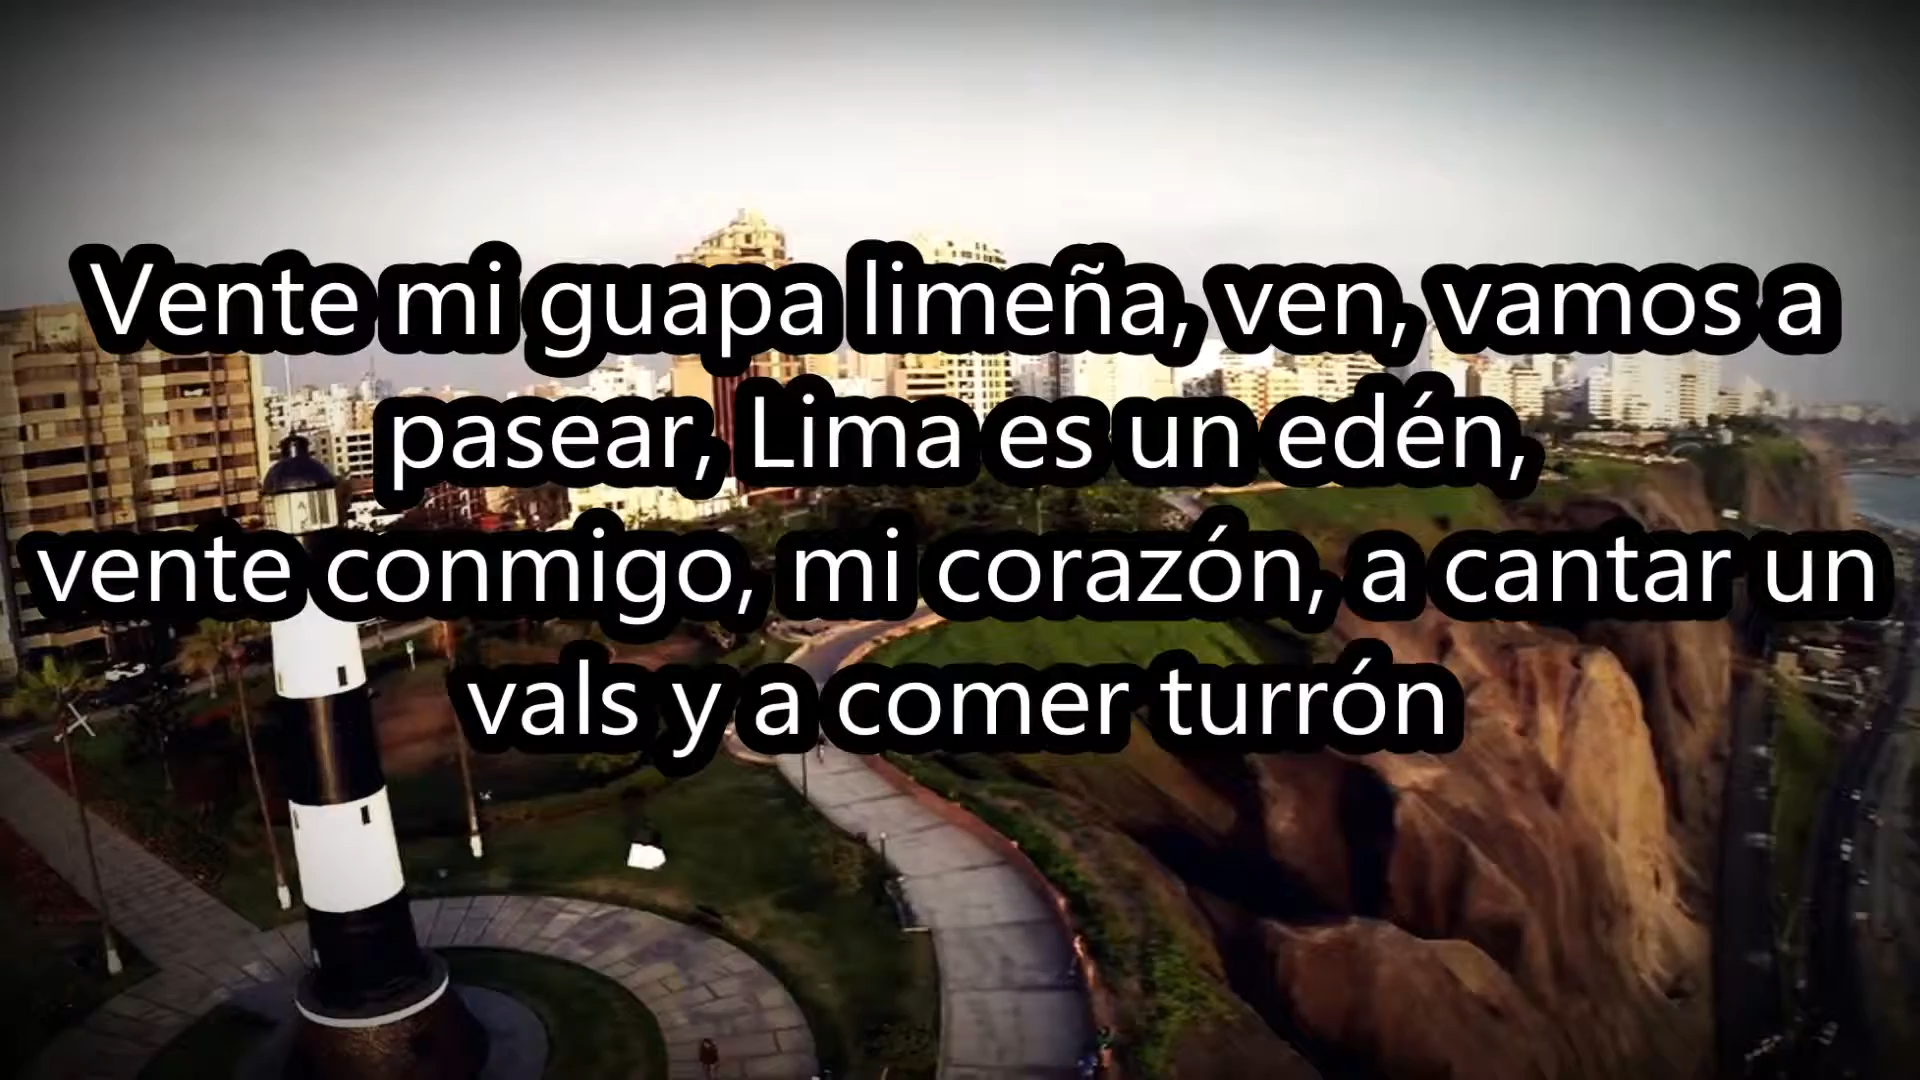 Vente mi guapa limeña, ven, vamos a
pasear, Lima es un edén,
vente conmigo, mi corazón, a cantar un
vals y a comer turrón